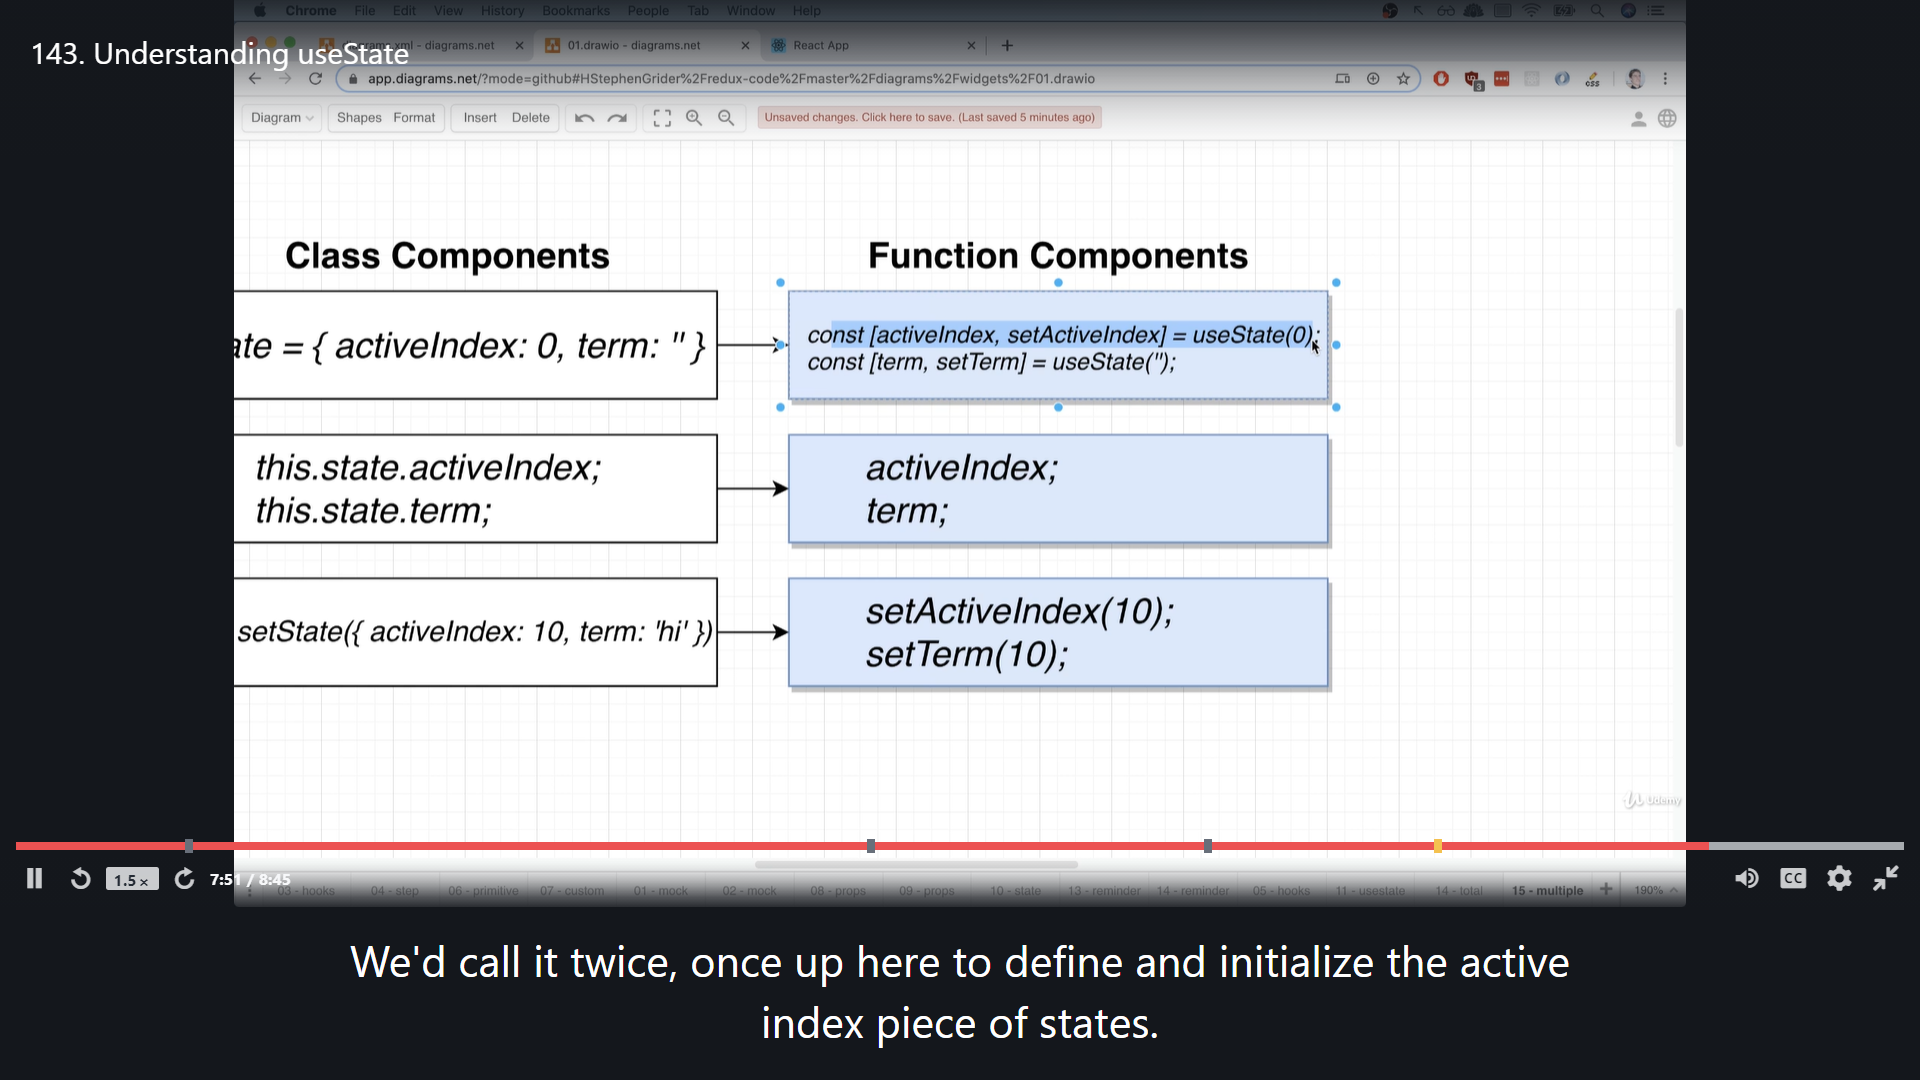 Chrome File Edit View History Bookmarks People Tab Window Help
143. Understanding useState
.xml - diagrams.net
01.drawio - diagrams.net
React App
app.diagrams.net/?mode=github#HStephenGrider%2Fredux-code%2Fmaster%2Fdiagrams%2Fwidgets%2F01.drawio
3
css
Diagram Shapes Format Insert Delete
Unsaved changes. Click here to save. (Last saved 5 minutes ago)
Class Components
Function Components
ate = { activeIndex: 0, term: '' }
const [activeIndex, setActiveIndex] = useState(0);
const [term, setTerm] = useState('');
this.state.activeIndex;
this.state.term;
activeIndex;
term;
setState({ activeIndex: 10, term: 'hi' })
setActiveIndex(10);
setTerm(10);
Udemy
1.5 ×
7:51 / 8:45
CC
03 - hooks
04 - step
06 - primitive
07 - custom
01 - mock
02 - mock
08 - props
09 - props
10 - state
13 - reminder
14 - reminder
05 - hooks
11 - usestate
14 - total
15 - multiple
190%
We'd call it twice, once up here to define and initialize the active
index piece of states.